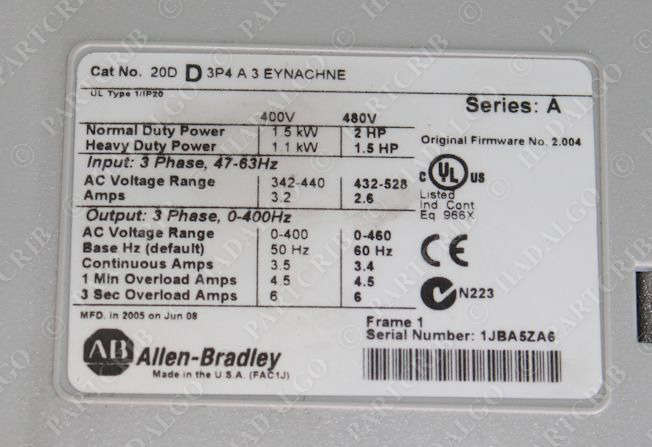 Cat No. 20D D 3P4 A 3 EYNACHNE
UL Type 1/IP20
Series: A
400V 480V
Normal Duty Power 1.5 kW 2 HP
Heavy Duty Power 1.1 kW 1.5 HP
Original Firmware No. 2.004
Input: 3 Phase, 47-63Hz
AC Voltage Range 342-440 432-528
Amps 3.2 2.6
C UL US
Listed
Ind Cont
Eq 966X
Output: 3 Phase, 0-400Hz
AC Voltage Range 0-400 0-460
Base Hz (default) 50 Hz 60 Hz
Continuous Amps 3.5 3.4
1 Min Overload Amps 4.5 4.5
3 Sec Overload Amps 6 6
CE
N223
MFD. in 2005 on Jun 08
Frame 1
Serial Number: 1JBA5ZA6
AB Allen-Bradley
Made in the U.S.A. (FAC1J)
PARTCRIB
HIADALGO